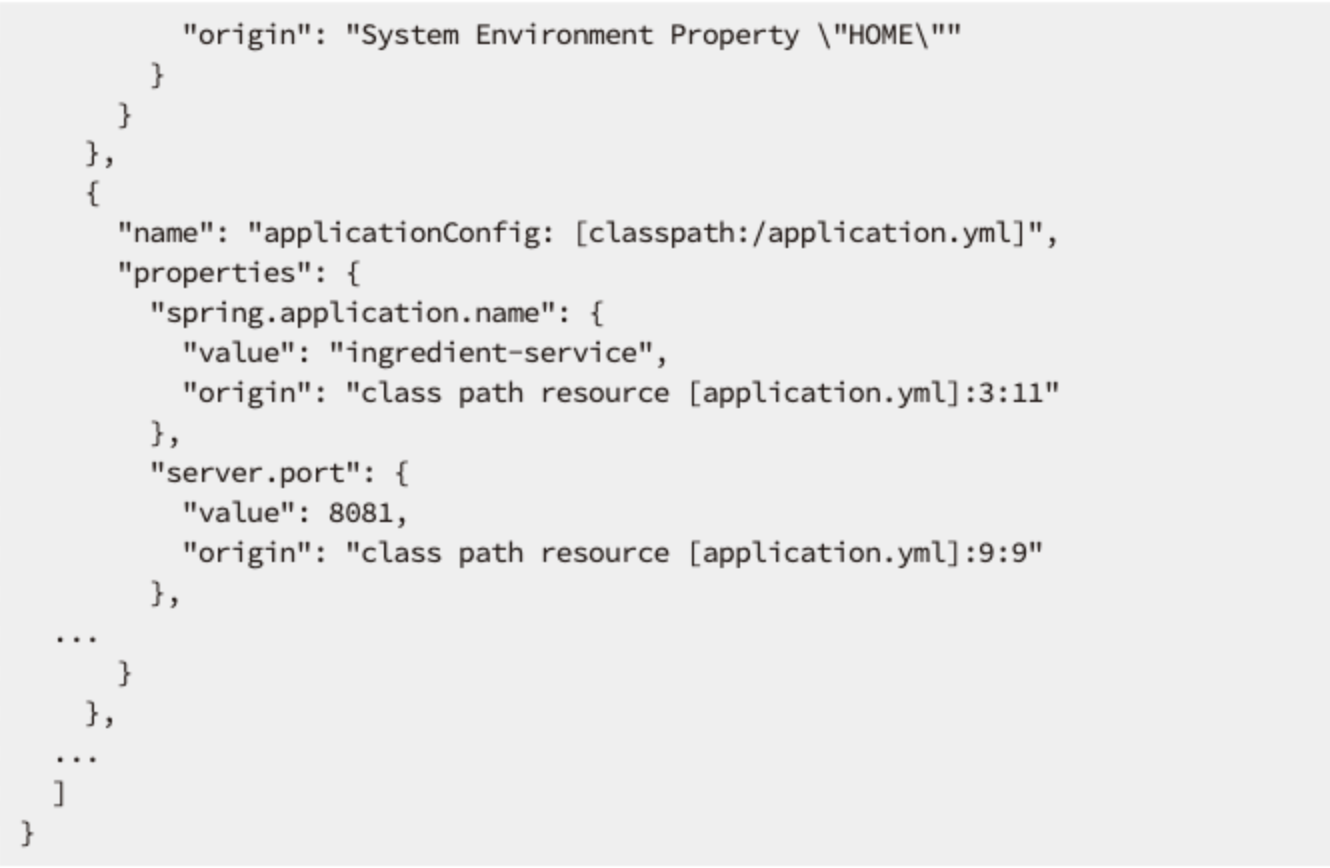 "origin": "System Environment Property \"HOME\""
        }
      }
    },
    {
      "name": "applicationConfig: [classpath:/application.yml]",
      "properties": {
        "spring.application.name": {
          "value": "ingredient-service",
          "origin": "class path resource [application.yml]:3:11"
        },
        "server.port": {
          "value": 8081,
          "origin": "class path resource [application.yml]:9:9"
        },
  ...
      }
    },
  ...
  ]
}